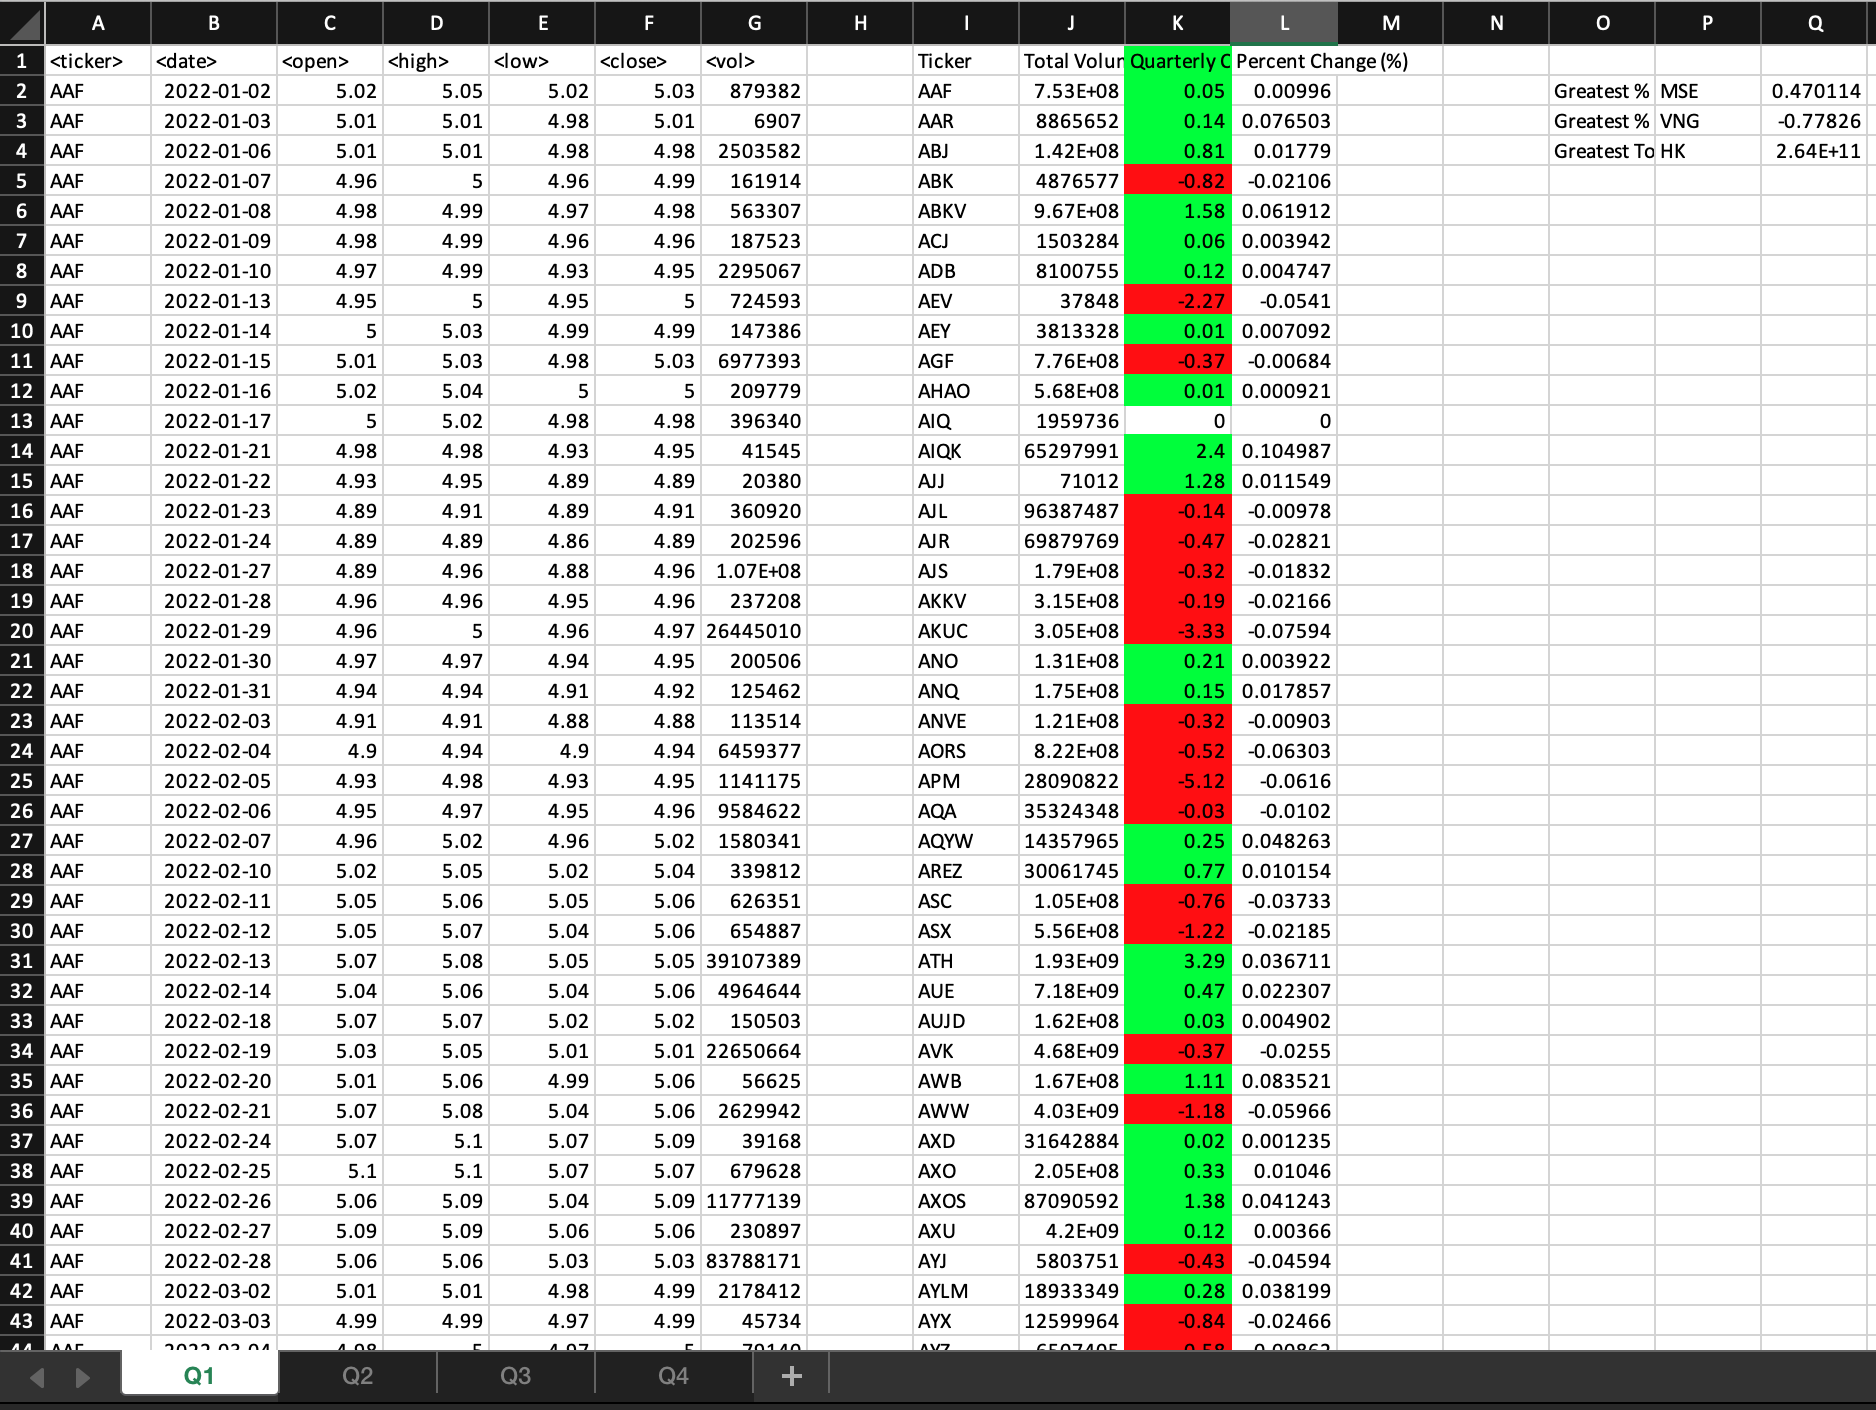 A B C D E F G H I J K L M N O P Q
1 <ticker> <date> <open> <high> <low> <close> <vol> Ticker Total Volur Quarterly C Percent Change (%)
2 AAF 2022-01-02 5.02 5.05 5.02 5.03 879382 AAF 7.53E+08 0.05 0.00996 Greatest % MSE 0.470114
3 AAF 2022-01-03 5.01 5.01 4.98 5.01 6907 AAR 8865652 0.14 0.076503 Greatest % VNG -0.77826
4 AAF 2022-01-06 5.01 5.01 4.98 4.98 2503582 ABJ 1.42E+08 0.81 0.01779 Greatest To HK 2.64E+11
5 AAF 2022-01-07 4.96 5 4.96 4.99 161914 ABK 4876577 -0.82 -0.02106
6 AAF 2022-01-08 4.98 4.99 4.97 4.98 563307 ABKV 9.67E+08 1.58 0.061912
7 AAF 2022-01-09 4.98 4.99 4.96 4.96 187523 ACJ 1503284 0.06 0.003942
8 AAF 2022-01-10 4.97 4.99 4.93 4.95 2295067 ADB 8100755 0.12 0.004747
9 AAF 2022-01-13 4.95 5 4.95 5 724593 AEV 37848 -2.27 -0.0541
10 AAF 2022-01-14 5 5.03 4.99 4.99 147386 AEY 3813328 0.01 0.007092
11 AAF 2022-01-15 5.01 5.03 4.98 5.03 6977393 AGF 7.76E+08 -0.37 -0.00684
12 AAF 2022-01-16 5.02 5.04 5 5 209779 AHAO 5.68E+08 0.01 0.000921
13 AAF 2022-01-17 5 5.02 4.98 4.98 396340 AIQ 1959736 0 0
14 AAF 2022-01-21 4.98 4.98 4.93 4.95 41545 AIQK 65297991 2.4 0.104987
15 AAF 2022-01-22 4.93 4.95 4.89 4.89 20380 AJJ 71012 1.28 0.011549
16 AAF 2022-01-23 4.89 4.91 4.89 4.91 360920 AJL 96387487 -0.14 -0.00978
17 AAF 2022-01-24 4.89 4.89 4.86 4.89 202596 AJR 69879769 -0.47 -0.02821
18 AAF 2022-01-27 4.89 4.96 4.88 4.96 1.07E+08 AJS 1.79E+08 -0.32 -0.01832
19 AAF 2022-01-28 4.96 4.96 4.95 4.96 237208 AKKV 3.15E+08 -0.19 -0.02166
20 AAF 2022-01-29 4.96 5 4.96 4.97 26445010 AKUC 3.05E+08 -3.33 -0.07594
21 AAF 2022-01-30 4.97 4.97 4.94 4.95 200506 ANO 1.31E+08 0.21 0.003922
22 AAF 2022-01-31 4.94 4.94 4.91 4.92 125462 ANQ 1.75E+08 0.15 0.017857
23 AAF 2022-02-03 4.91 4.91 4.88 4.88 113514 ANVE 1.21E+08 -0.32 -0.00903
24 AAF 2022-02-04 4.9 4.94 4.9 4.94 6459377 AORS 8.22E+08 -0.52 -0.06303
25 AAF 2022-02-05 4.93 4.98 4.93 4.95 1141175 APM 28090822 -5.12 -0.0616
26 AAF 2022-02-06 4.95 4.97 4.95 4.96 9584622 AQA 35324348 -0.03 -0.0102
27 AAF 2022-02-07 4.96 5.02 4.96 5.02 1580341 AQYW 14357965 0.25 0.048263
28 AAF 2022-02-10 5.02 5.05 5.02 5.04 339812 AREZ 30061745 0.77 0.010154
29 AAF 2022-02-11 5.05 5.06 5.05 5.06 626351 ASC 1.05E+08 -0.76 -0.03733
30 AAF 2022-02-12 5.05 5.07 5.04 5.06 654887 ASX 5.56E+08 -1.22 -0.02185
31 AAF 2022-02-13 5.07 5.08 5.05 5.05 39107389 ATH 1.93E+09 3.29 0.036711
32 AAF 2022-02-14 5.04 5.06 5.04 5.06 4964644 AUE 7.18E+09 0.47 0.022307
33 AAF 2022-02-18 5.07 5.07 5.02 5.02 150503 AUJD 1.62E+08 0.03 0.004902
34 AAF 2022-02-19 5.03 5.05 5.01 5.01 22650664 AVK 4.68E+09 -0.37 -0.0255
35 AAF 2022-02-20 5.01 5.06 4.99 5.06 56625 AWB 1.67E+08 1.11 0.083521
36 AAF 2022-02-21 5.07 5.08 5.04 5.06 2629942 AWW 4.03E+09 -1.18 -0.05966
37 AAF 2022-02-24 5.07 5.1 5.07 5.09 39168 AXD 31642884 0.02 0.001235
38 AAF 2022-02-25 5.1 5.1 5.07 5.07 679628 AXO 2.05E+08 0.33 0.01046
39 AAF 2022-02-26 5.06 5.09 5.04 5.09 11777139 AXOS 87090592 1.38 0.041243
40 AAF 2022-02-27 5.09 5.09 5.06 5.06 230897 AXU 4.2E+09 0.12 0.00366
41 AAF 2022-02-28 5.06 5.06 5.03 5.03 83788171 AYJ 5803751 -0.43 -0.04594
42 AAF 2022-03-02 5.01 5.01 4.98 4.99 2178412 AYLM 18933349 0.28 0.038199
43 AAF 2022-03-03 4.99 4.99 4.97 4.99 45734 AYX 12599964 -0.84 -0.02466
Q1 Q2 Q3 Q4 +